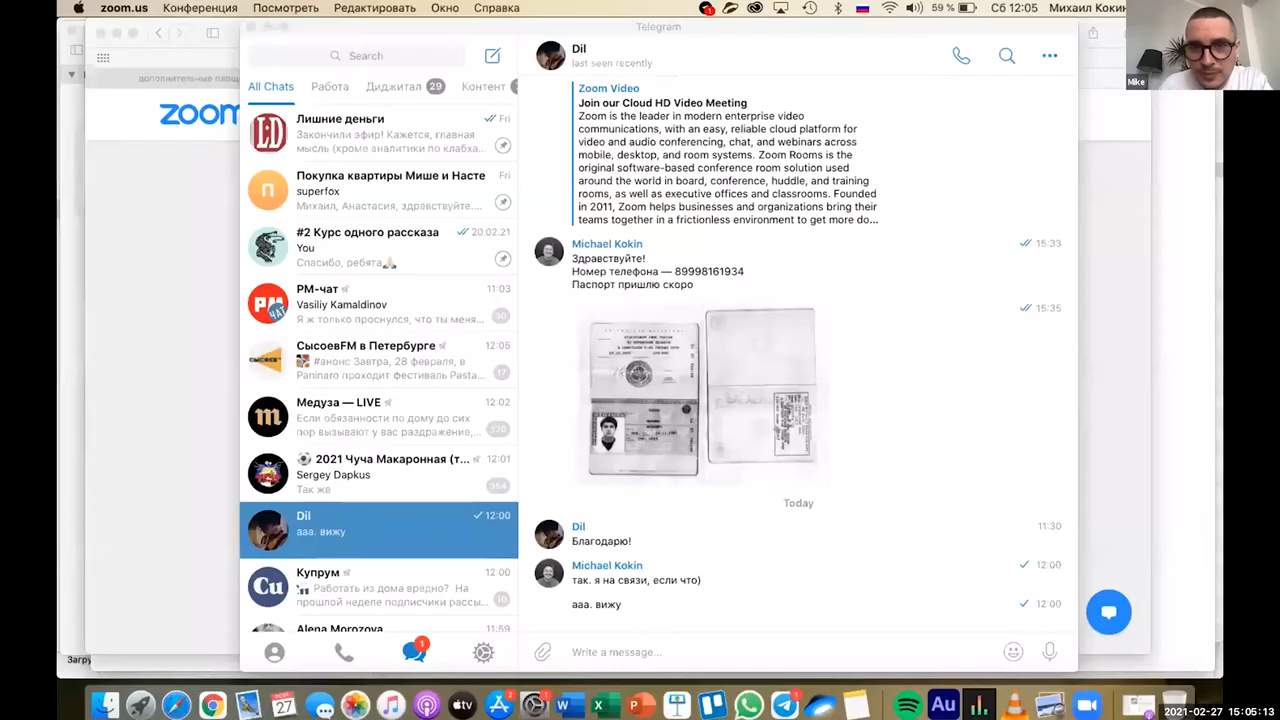 zoom.us Конференция Посмотреть Редактировать Окно Справка 1 59 % Сб 12:05 Михаил Кокин
Telegram
Mike
дополнительные площ
zoom
Search
All Chats Работа Диджитал 29 Контент
Dil
last seen recently
Лишние деньги Fri
Закончили эфир! Кажется, главная
мысль (кроме аналитики по клабха...
Покупка квартиры Мише и Насте Fri
superfox
Михаил, Анастасия, здравствуйте....
#2 Курс одного рассказа 20.02.21
You
Спасибо, ребята🙏🏻
РМ-чат 11:03
Vasiliy Kamaldinov
Я ж только проснулся, что ты меня... 30
СысоевFM в Петербурге 12:05
#анонс Завтра, 28 февраля, в
Paninaro проходит фестиваль Pasta... 17
Медуза — LIVE 12:02
Если обязанности по дому до сих
пор вызывают у вас раздражение,... 320
⚽ 2021 Чуча Макаронная (т... 12:01
Sergey Dapkus
Так же 354
Dil 12:00
ааа. вижу
Купрум 12:00
Работать из дома вредно? На
прошлой неделе подписчики рассы... 10
Alena Morozova 11:59
1
Zoom Video
Join our Cloud HD Video Meeting
Zoom is the leader in modern enterprise video
communications, with an easy, reliable cloud platform for
video and audio conferencing, chat, and webinars across
mobile, desktop, and room systems. Zoom Rooms is the
original software-based conference room solution used
around the world in board, conference, huddle, and training
rooms, as well as executive offices and classrooms. Founded
in 2011, Zoom helps businesses and organizations bring their
teams together in a frictionless environment to get more do...
Michael Kokin 15:33
Здравствуйте!
Номер телефона — 89998161934
Паспорт пришлю скоро
15:35
Today
Dil 11:30
Благодарю!
Michael Kokin 12:00
так. я на связи, если что)
ааа. вижу 12:00
Write a message...
Загру
2021-02-27 15:05:13